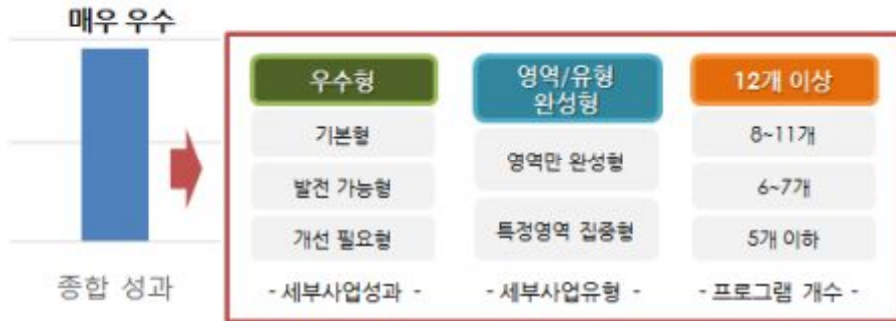 매우 우수
종합 성과
우수형
기본형
발전 가능형
개선 필요형
- 세부사업성과 -
영역/유형
완성형
영역만 완성형
특정영역 집중형
- 세부사업유형 -
12개 이상
8~11개
6~7개
5개 이하
- 프로그램 개수 -